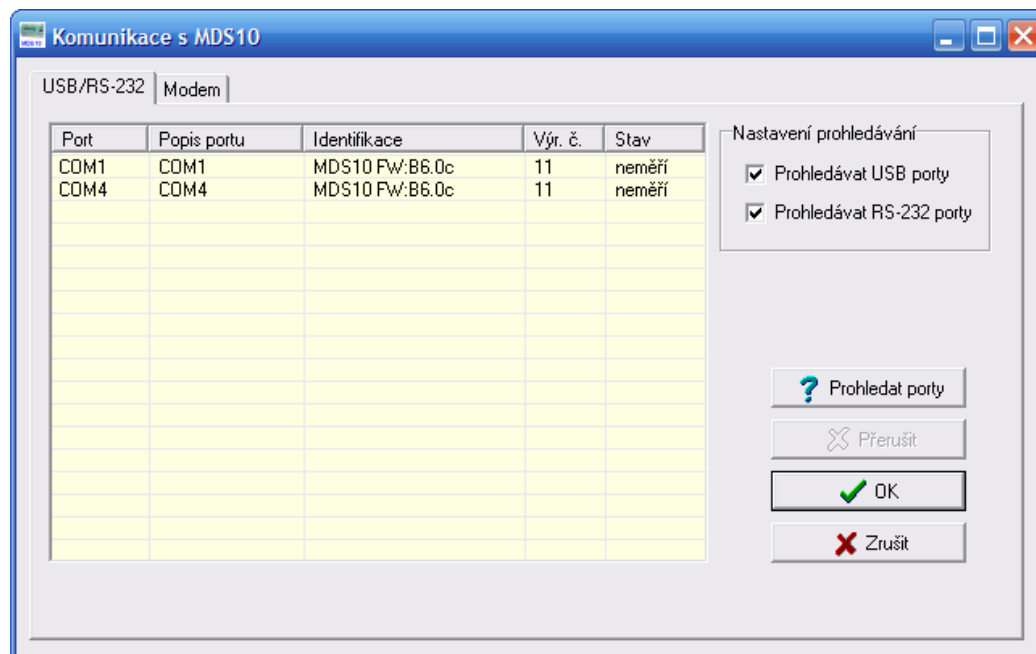 Komunikace s MDS10
USB/RS-232 Modem
Port Popis portu Identifikace Výr. č. Stav
COM1 COM1 MDS10 FW:B6.0c 11 neměří
COM4 COM4 MDS10 FW:B6.0c 11 neměří
Nastavení prohledávání
Prohledávat USB porty
Prohledávat RS-232 porty
Prohledat porty
Přerušit
OK
Zrušit